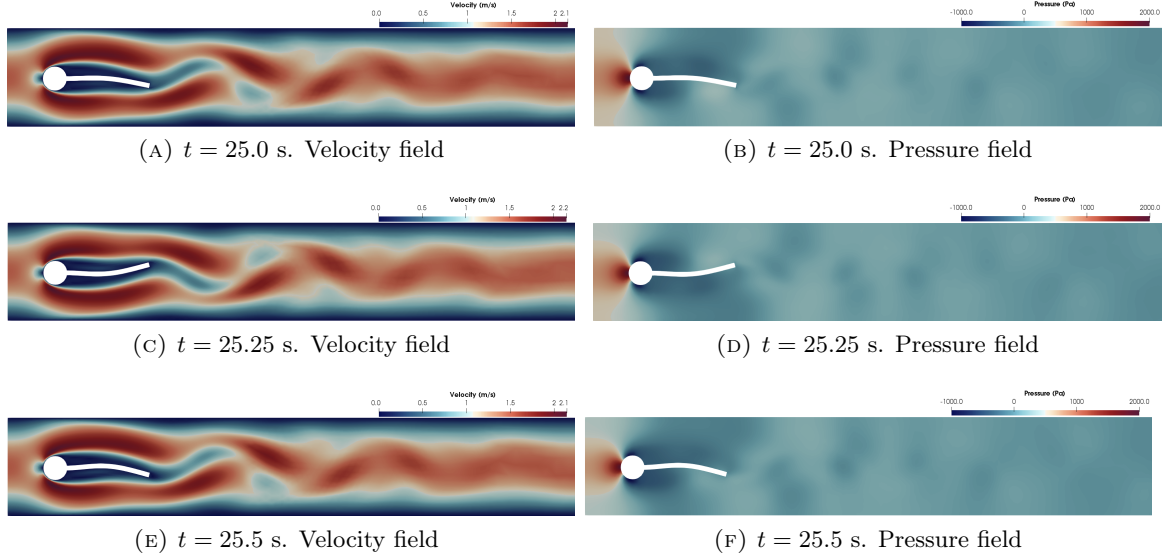 Velocity (m/s)
0.0 0.5 1 1.5 2 2.1
Pressure (Pa)
-1000.0 0 1000 2000.0
(A) t = 25.0 s. Velocity field
(B) t = 25.0 s. Pressure field
Velocity (m/s)
0.0 0.5 1 1.5 2 2.2
Pressure (Pa)
-1000.0 0 1000 2000.0
(C) t = 25.25 s. Velocity field
(D) t = 25.25 s. Pressure field
Velocity (m/s)
0.0 0.5 1 1.5 2 2.1
Pressure (Pa)
-1000.0 0 1000 2000.0
(E) t = 25.5 s. Velocity field
(F) t = 25.5 s. Pressure field